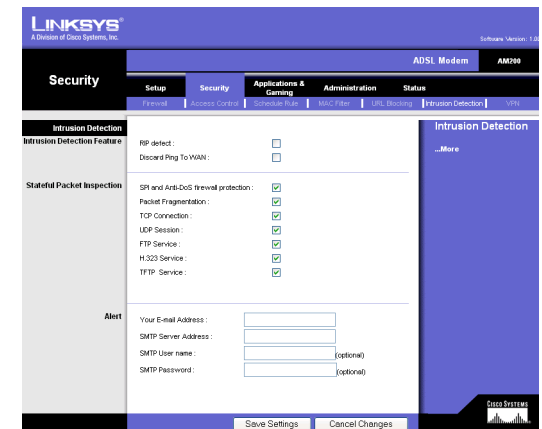 LINKSYS®
A Division of Cisco Systems, Inc.
Software Version: 1.00
ADSL Modem AM200
Security
Setup Security Applications & Gaming Administration Status
Firewall Access Control Schedule Rule MAC Filter URL Blocking Intrusion Detection VPN
Intrusion Detection
Intrusion Detection Feature
RIP detect :
Discard Ping To WAN :
Stateful Packet Inspection
SPI and Anti-DoS firewall protection :
Packet Fragmentation :
TCP Connection :
UDP Session :
FTP Service :
H.323 Service :
TFTP Service :
Alert
Your E-mail Address :
SMTP Server Address :
SMTP User name : (optional)
SMTP Password : (optional)
Intrusion Detection
...More
Save Settings Cancel Changes
CISCO SYSTEMS